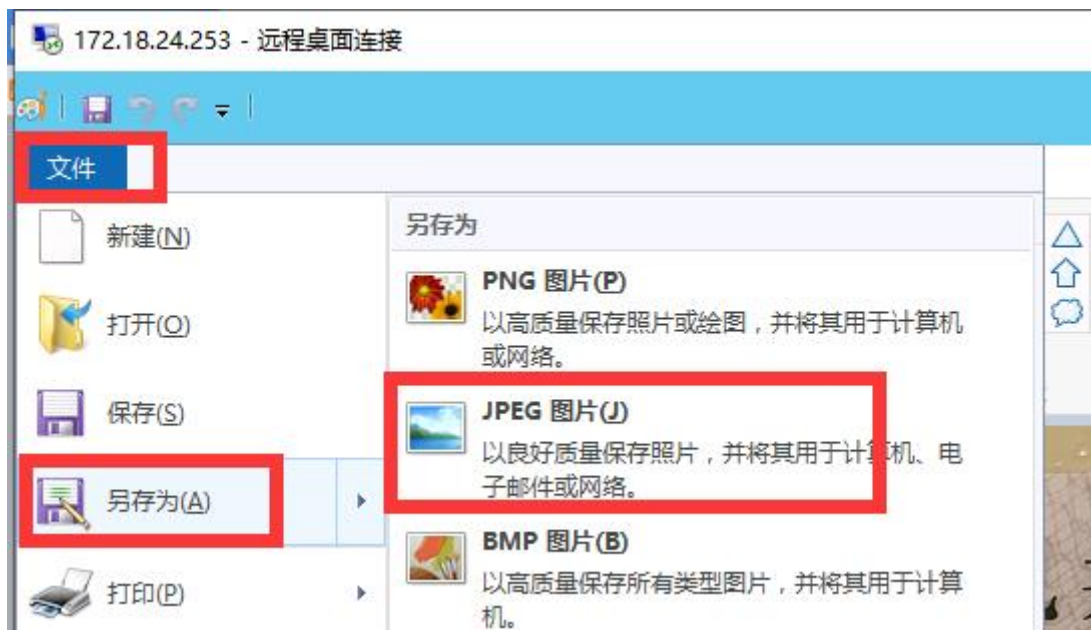 172.18.24.253 - 远程桌面连接
文件
新建(N)
打开(O)
保存(S)
另存为(A)
打印(P)
另存为
PNG 图片(P)
以高质量保存照片或绘图，并将其用于计算机
或网络。
JPEG 图片(J)
以良好质量保存照片，并将其用于计算机、电
子邮件或网络。
BMP 图片(B)
以高质量保存所有类型图片，并将其用于计算
机。